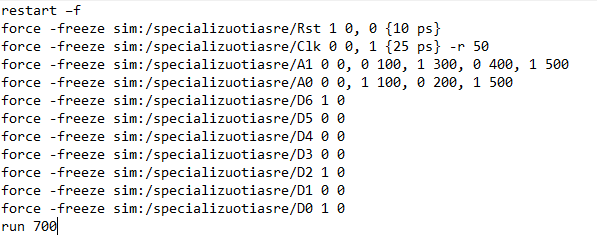 restart –f
force -freeze sim:/specializuotiasre/Rst 1 0, 0 {10 ps}
force -freeze sim:/specializuotiasre/Clk 0 0, 1 {25 ps} -r 50
force -freeze sim:/specializuotiasre/A1 0 0, 0 100, 1 300, 0 400, 1 500
force -freeze sim:/specializuotiasre/A0 0 0, 1 100, 0 200, 1 500
force -freeze sim:/specializuotiasre/D6 1 0
force -freeze sim:/specializuotiasre/D5 0 0
force -freeze sim:/specializuotiasre/D4 0 0
force -freeze sim:/specializuotiasre/D3 0 0
force -freeze sim:/specializuotiasre/D2 1 0
force -freeze sim:/specializuotiasre/D1 0 0
force -freeze sim:/specializuotiasre/D0 1 0
run 700